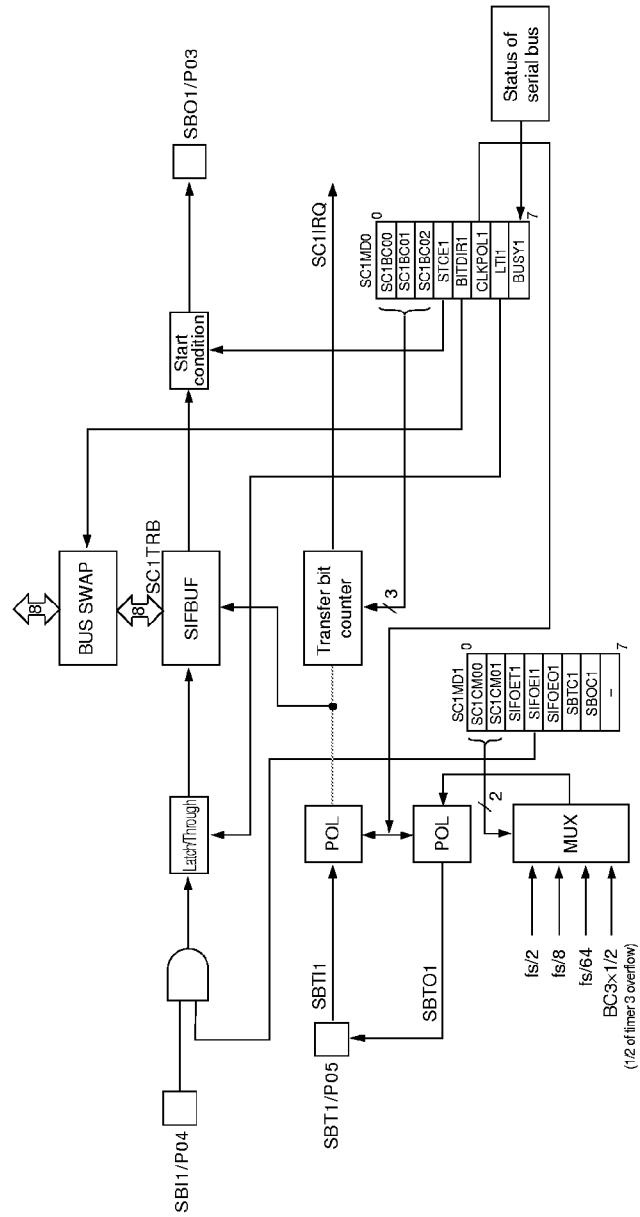 SBI1/P04
Latch/Through
8
BUS SWAP
8
SC1TRB
SIFBUF
Start
condition
SBO1/P03
SBT1/P05
SBTI1
SBTO1
POL
POL
Transfer bit
counter
SC1IRQ
3
fs/2
fs/8
fs/64
BC3×1/2
(1/2 of timer 3 overflow)
MUX
2
SC1MD1
0
SC1CM00
SC1CM01
SIFOET1
SIFOEI1
SIFOEO1
SBTC1
SBOC1
–
7
SC1MD0
0
SC1BC00
SC1BC01
SC1BC02
STCE1
BITDIR1
CLKPOL1
LTI1
BUSY1
7
Status of
serial bus